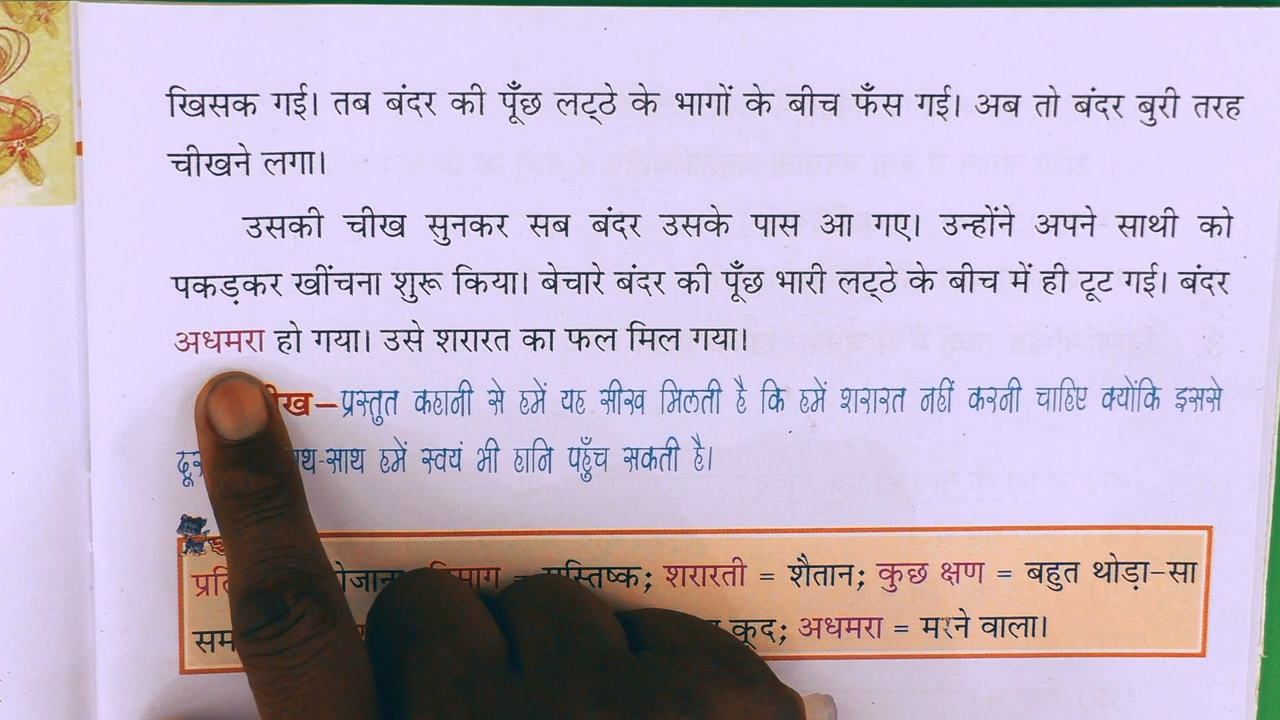 खिसक गई। तब बंदर की पूँछ लट्ठे के भागों के बीच फँस गई। अब तो बंदर बुरी तरह
चीखने लगा।
उसकी चीख सुनकर सब बंदर उसके पास आ गए। उन्होंने अपने साथी को
पकड़कर खींचना शुरू किया। बेचारे बंदर की पूँछ भारी लट्ठे के बीच में ही टूट गई। बंदर
अधमरा हो गया। उसे शरारत का फल मिल गया।
प्रस्तुत कहानी से हमें यह सीख मिलती है कि हमें शरारत नहीं करनी चाहिए क्योंकि इससे
हमें स्वयं भी हानि पहुँच सकती है।
= मस्तिष्क; शरारती = शैतान; कुछ क्षण = बहुत थोड़ा-सा
कूद; अधमरा = मरने वाला।